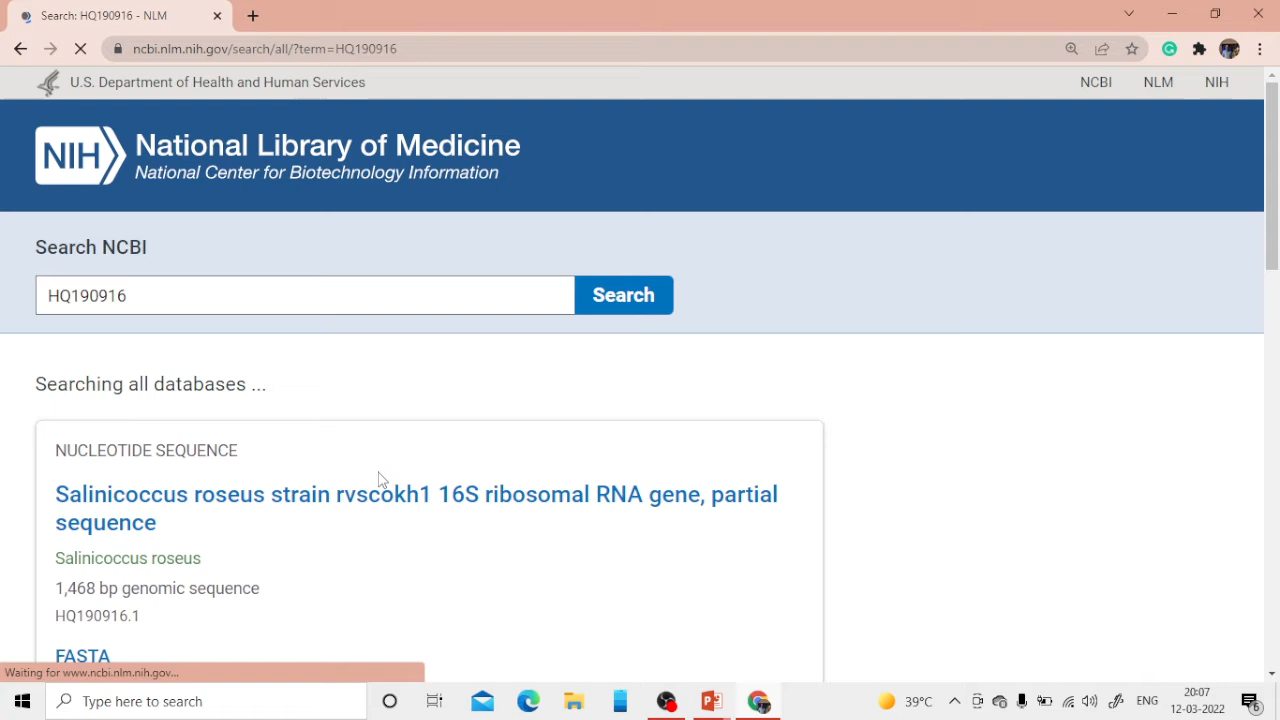 Search: HQ190916 - NLM
ncbi.nlm.nih.gov/search/all/?term=HQ190916
U.S. Department of Health and Human Services
NCBI NLM NIH
NIH National Library of Medicine
National Center for Biotechnology Information
Search NCBI
HQ190916 Search
Searching all databases ...
NUCLEOTIDE SEQUENCE
Salinicoccus roseus strain rvscokh1 16S ribosomal RNA gene, partial
sequence
Salinicoccus roseus
1,468 bp genomic sequence
HQ190916.1
FASTA
Waiting for www.ncbi.nlm.nih.gov...
Type here to search
39°C
ENG
20:07
12-03-2022
6